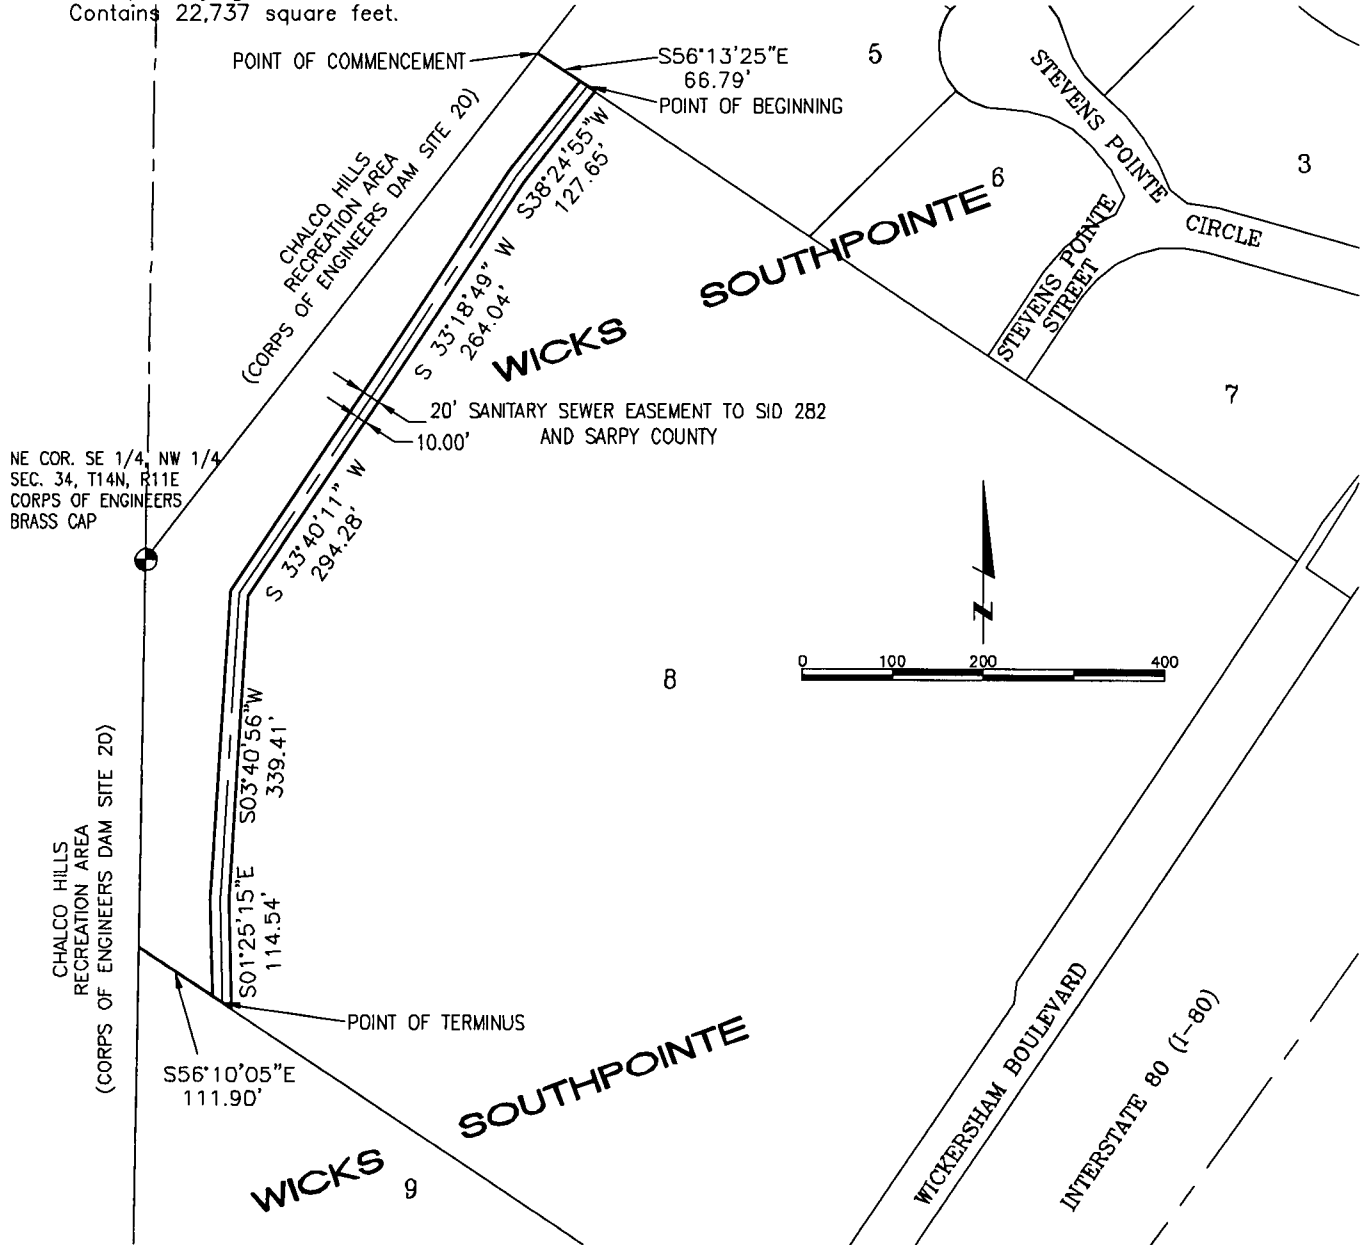 Contains 22,737 square feet.
POINT OF COMMENCEMENT
S56°13'25"E
66.79'
POINT OF BEGINNING
5
STEVENS POINTE
CIRCLE
3
6
STEVENS POINTE
STREET
7
CHALCO HILLS
RECREATION AREA
(CORPS OF ENGINEERS DAM SITE 20)
S38°24'55"W
127.65'
S 33°18'49" W
264.04'
WICKS SOUTHPOINTE
20' SANITARY SEWER EASEMENT TO SID 282
AND SARPY COUNTY
10.00'
NE COR. SE 1/4, NW 1/4
SEC. 34, T14N, R11E
CORPS OF ENGINEERS
BRASS CAP
S 33°40'11" W
294.28'
N
0 100 200 400
8
S03°40'56"W
339.41'
CHALCO HILLS
RECREATION AREA
(CORPS OF ENGINEERS DAM SITE 20)
S01°25'15"E
114.54'
POINT OF TERMINUS
S56°10'05"E
111.90'
WICKS SOUTHPOINTE
9
WICKERSHAM BOULEVARD
INTERSTATE 80 (I-80)